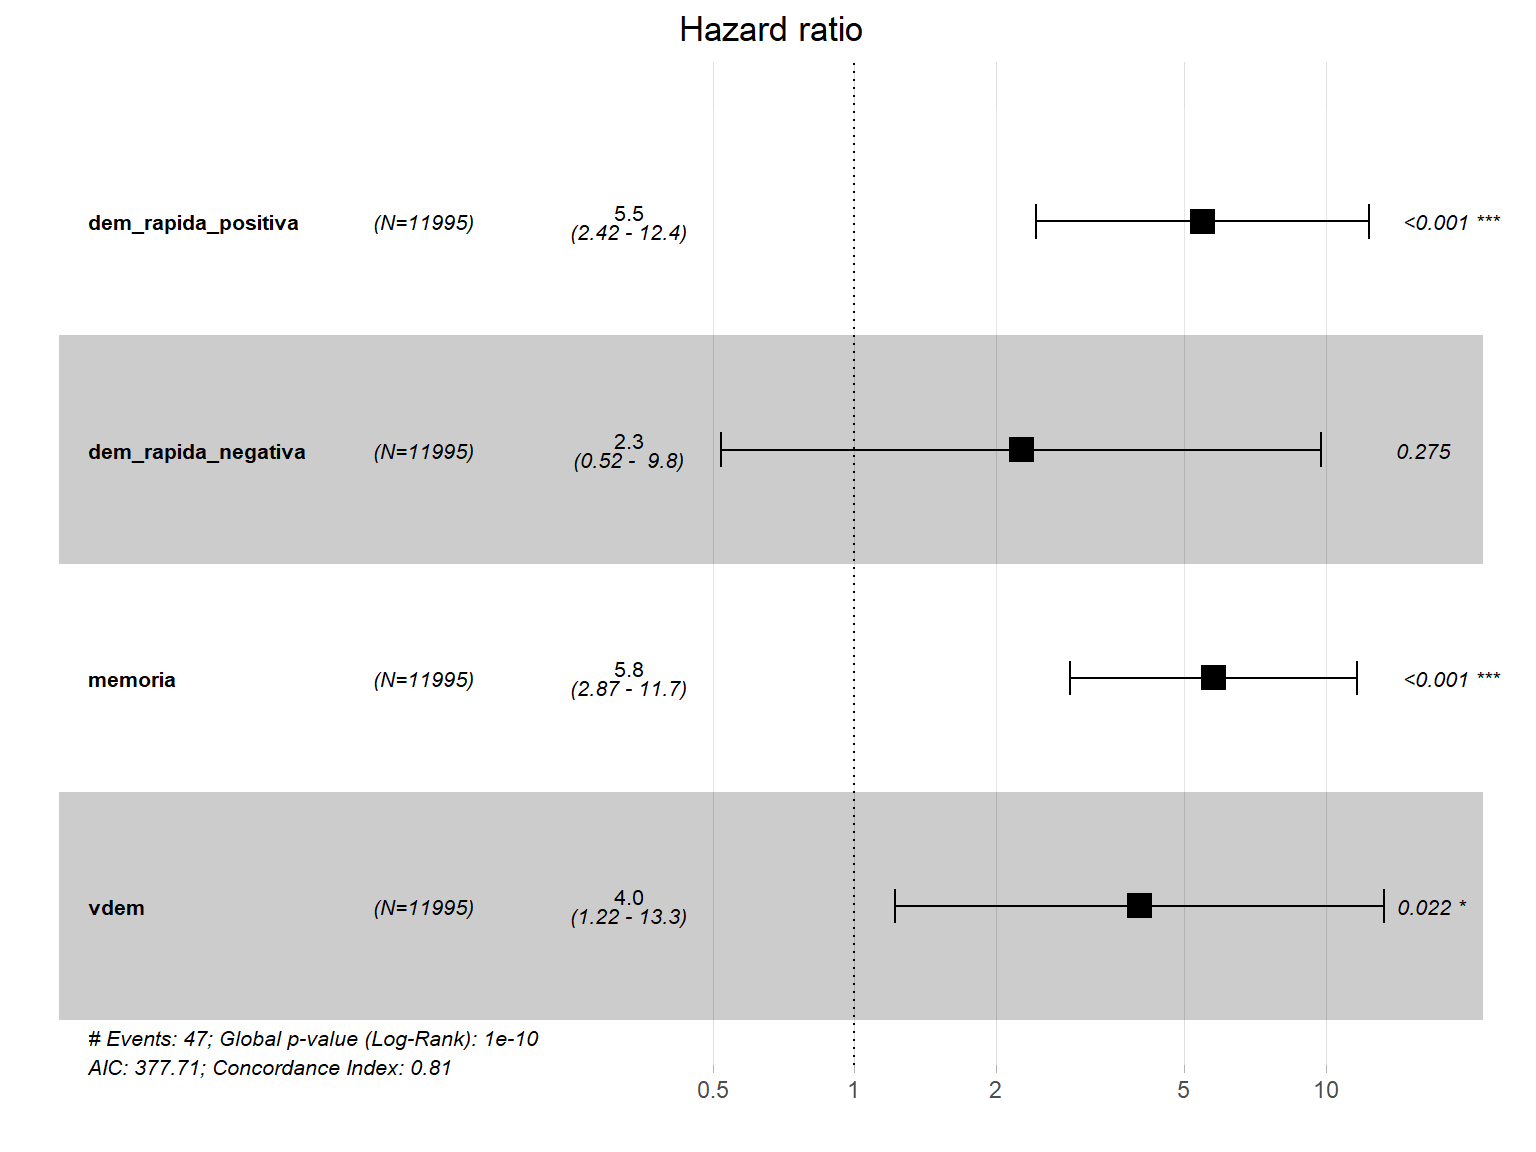 Hazard ratio
dem_rapida_positiva (N=11995) 5.5 <0.001 ***
(2.42 - 12.4)
dem_rapida_negativa (N=11995) 2.3 0.275
(0.52 - 9.8)
memoria (N=11995) 5.8 <0.001 ***
(2.87 - 11.7)
vdem (N=11995) 4.0 0.022 *
(1.22 - 13.3)
# Events: 47; Global p-value (Log-Rank): 1e-10
AIC: 377.71; Concordance Index: 0.81
0.5 1 2 5 10